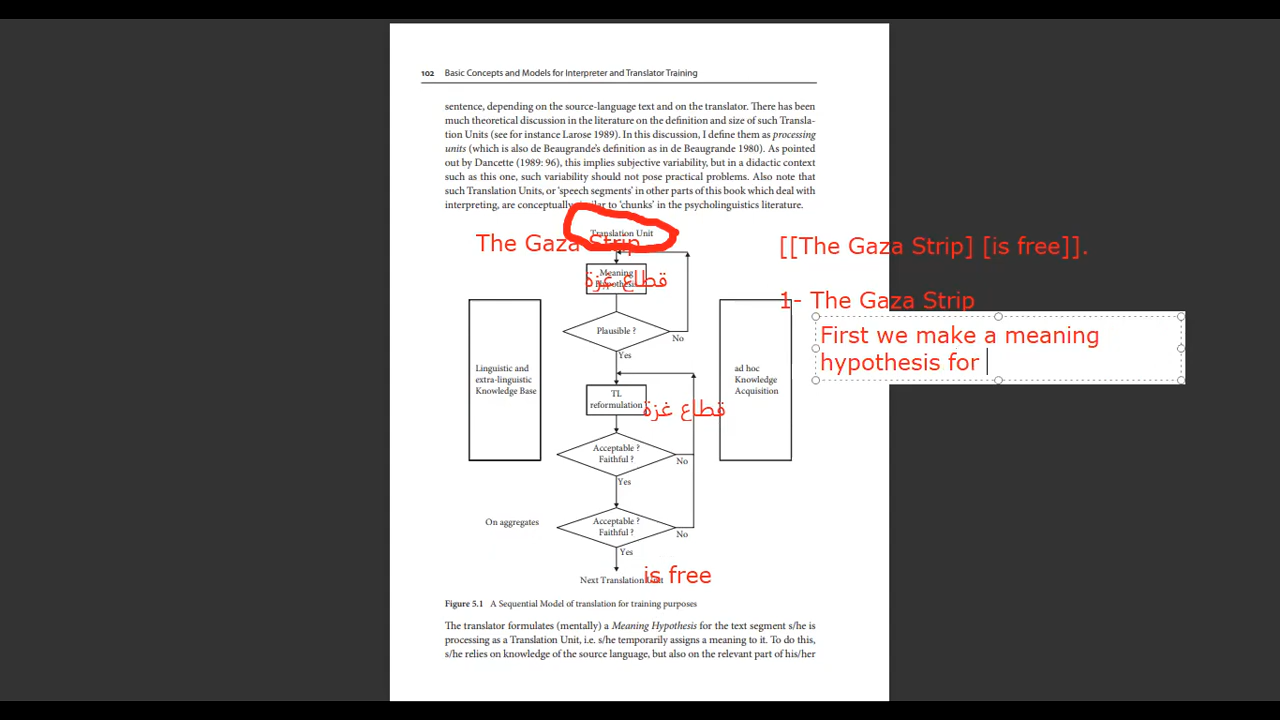 102 Basic Concepts and Models for Interpreter and Translator Training
sentence, depending on the source-language text and on the translator. There has been
much theoretical discussion in the literature on the definition and size of such Transla-
tion Units (see for instance Larose 1989). In this discussion, I define them as processing
units (which is also de Beaugrande's definition as in de Beaugrande 1980). As pointed
out by Dancette (1989: 96), this implies subjective variability, but in a didactic context
such as this one, such variability should not pose practical problems. Also note that
such Translation Units, or 'speech segments' in other parts of this book which deal with
interpreting, are conceptually similar to 'chunks' in the psycholinguistics literature.
Translation Unit
The Gaza Strip
[[The Gaza Strip] [is free]].
Meaning
Hypothesis
قطاع غزة
1- The Gaza Strip
First we make a meaning
hypothesis for
Plausible ?
No
Yes
Linguistic and
extra-linguistic
Knowledge Base
ad hoc
Knowledge
Acquisition
TL
reformulation
قطاع غزة
Acceptable ?
Faithful ?
No
Yes
On aggregates
Acceptable ?
Faithful ?
No
Yes
Next Translation Unit
is free
Figure 5.1 A Sequential Model of translation for training purposes
The translator formulates (mentally) a Meaning Hypothesis for the text segment s/he is
processing as a Translation Unit, i.e. s/he temporarily assigns a meaning to it. To do this,
s/he relies on knowledge of the source language, but also on the relevant part of his/her